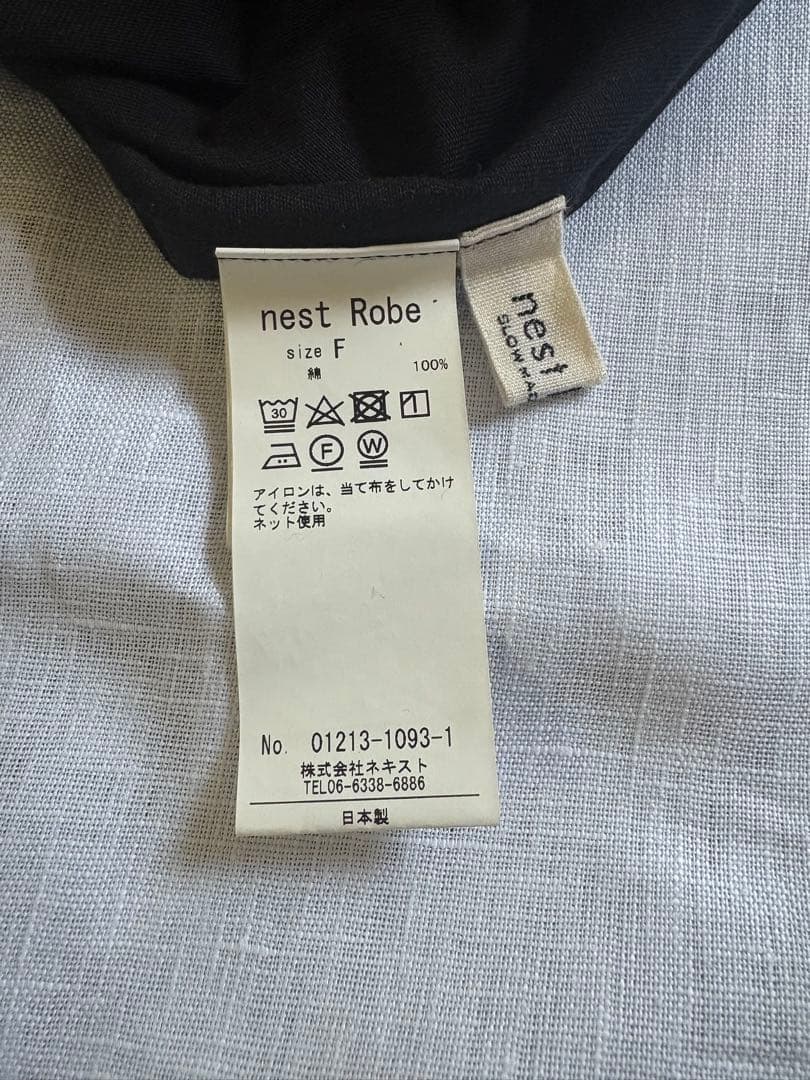 nest Robe
size F
綿 100%
30
F W
アイロンは、当て布をしてかけ
てください。
ネット使用
No. 01213-1093-1
株式会社ネキスト
TEL06-6338-6886
日本製
nest
SLOW MAD